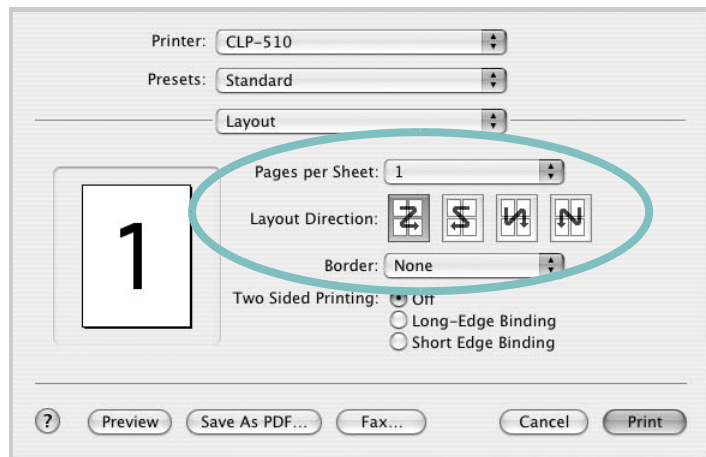 Printer: CLP-510
Presets: Standard
Layout
Pages per Sheet: 1
Layout Direction:
Border: None
Two Sided Printing: Off
Long-Edge Binding
Short Edge Binding
1
? Preview Save As PDF... Fax... Cancel Print